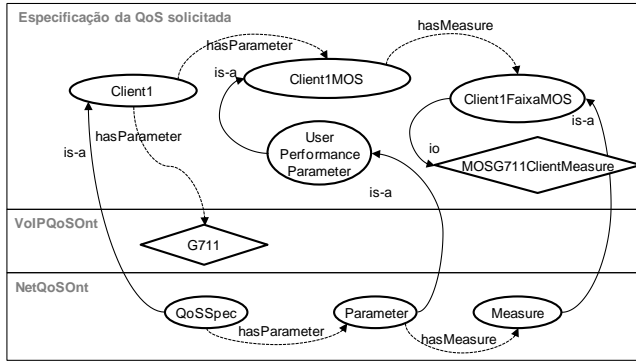 Especificação da QoS solicitada
hasParameter
hasMeasure
is-a
Client1MOS
Client1
Client1FaixaMOS
hasParameter
is-a
is-a
User
Performance
Parameter
io
MOSG711ClientMeasure
is-a
VoIPQoSOnt
G711
NetQoSOnt
QoSSpec
Parameter
Measure
hasParameter
hasMeasure